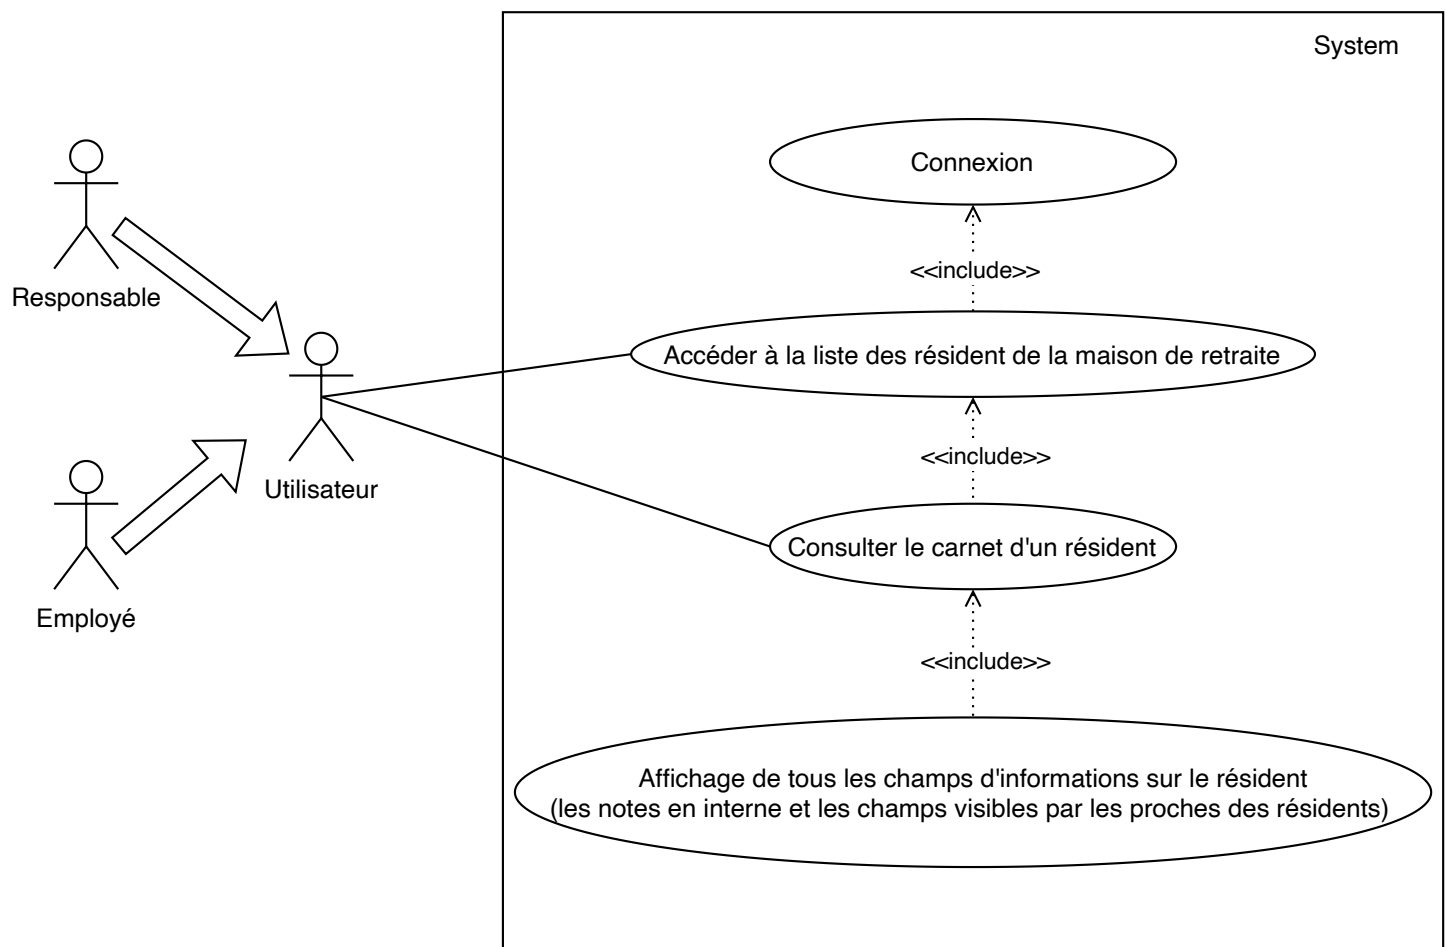 System
Connexion
<<include>>
Responsable
Accéder à la liste des résident de la maison de retraite
<<include>>
Utilisateur
Consulter le carnet d'un résident
Employé
<<include>>
Affichage de tous les champs d'informations sur le résident
(les notes en interne et les champs visibles par les proches des résidents)